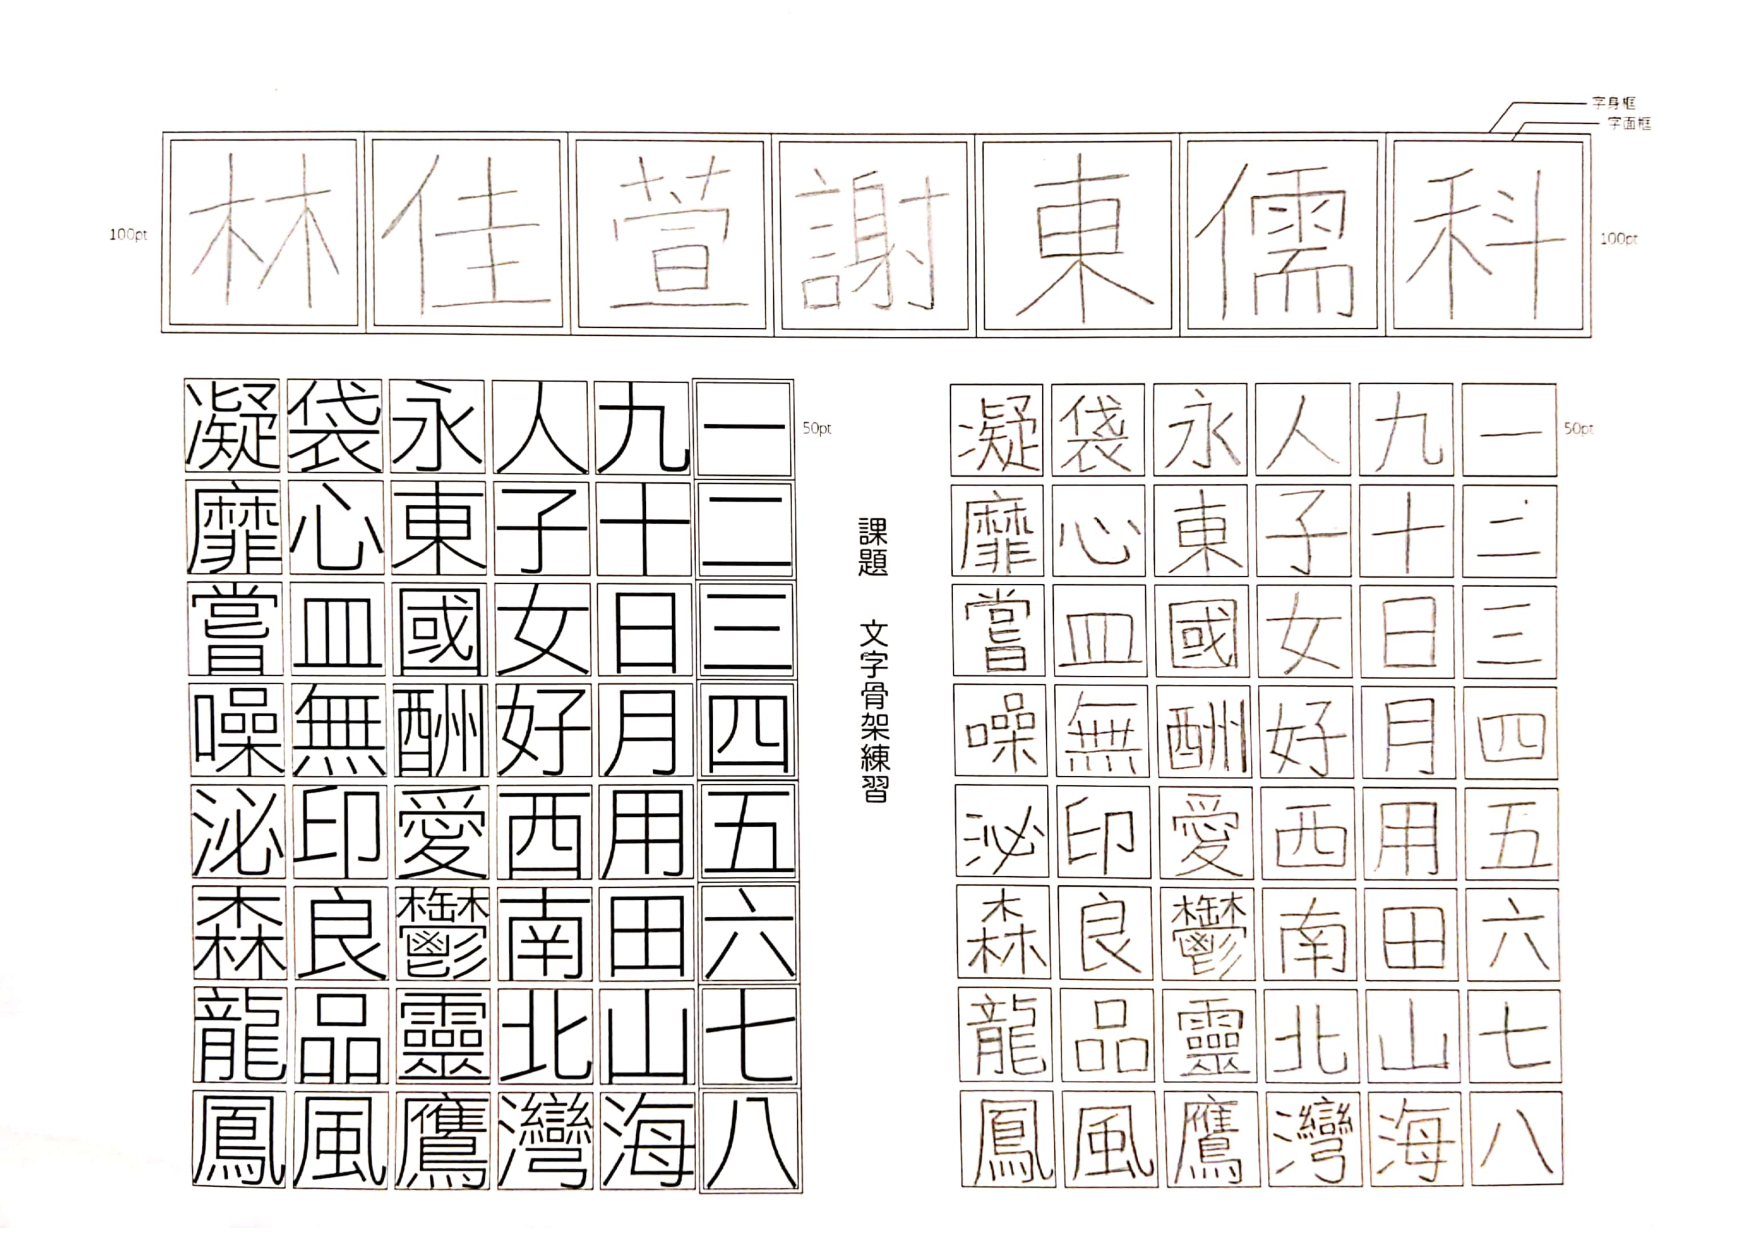 字身框
字面框
100pt
林佳萱謝東儒科
100pt
50pt
一二三四五六七八
九十日月用田山海
人子女好西南北灣
永東國酬愛鬱靈鷹
袋心皿無印良品風
凝靡嘗噪泌森龍鳳
課題 文字骨架練習
50pt
一二三四五六七八
九十日月用田山海
人子女好西南北灣
永東國酬愛鬱靈鷹
袋心皿無印良品風
凝靡嘗噪泌森龍鳳